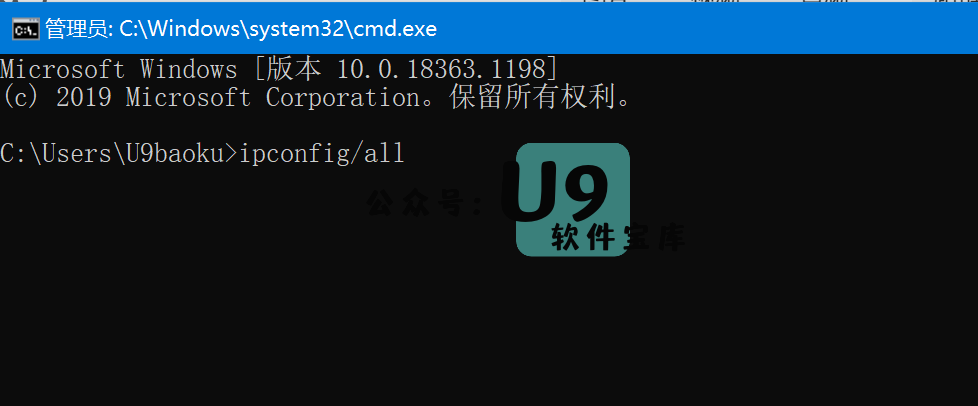 管理员: C:\Windows\system32\cmd.exe
Microsoft Windows [版本 10.0.18363.1198]
(c) 2019 Microsoft Corporation。保留所有权利。
C:\Users\U9baoku>ipconfig/all
公众号: U9
软件宝库